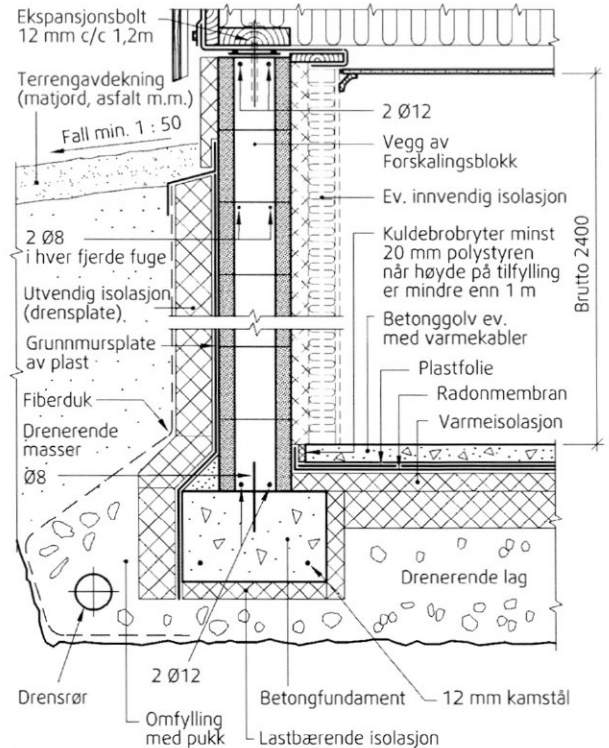 Ekspansjonsbolt
12 mm c/c 1,2m
Terrengavdekning
(matjord, asfalt m.m.)
Fall min. 1 : 50
2 Ø8
i hver fjerde fuge
Utvendig isolasjon
(drensplate)
Grunnmursplate
av plast
Fiberduk
Drenerende
masser
Ø8
Drensrør
2 Ø12
Omfylling
med pukk
2 Ø12
Vegg av
Forskalingsblokk
Ev. innvendig isolasjon
Kuldebrobryter minst
20 mm polystyren
når høyde på tilfylling
er mindre enn 1 m
Betonggolv ev.
med varmekabler
Plastfolie
Radonmembran
Varmeisolasjon
Brutto 2400
Drenerende lag
Betongfundament
12 mm kamstål
Lastbærende isolasjon